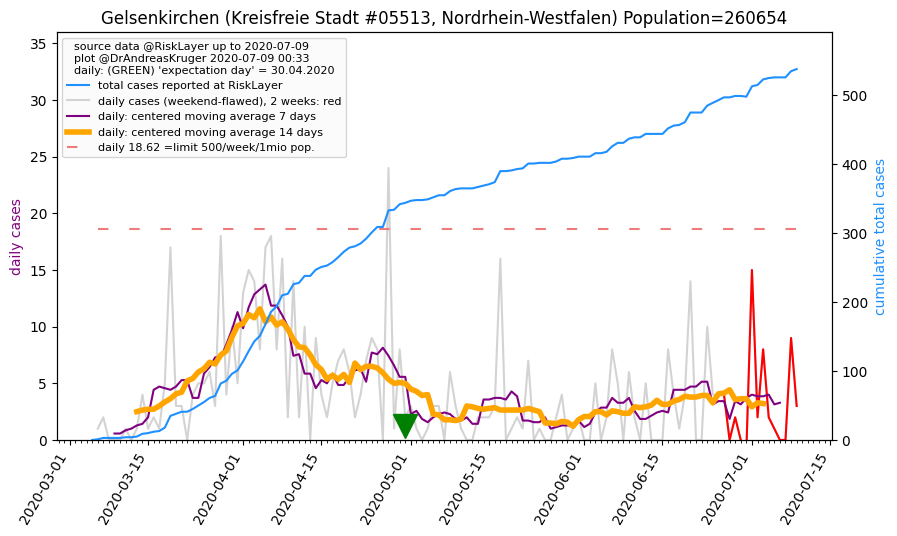 Gelsenkirchen (Kreisfreie Stadt #05513, Nordrhein-Westfalen) Population=260654
source data @RiskLayer up to 2020-07-09
plot @DrAndreasKruger 2020-07-09 00:33
daily: (GREEN) 'expectation day' = 30.04.2020
total cases reported at RiskLayer
daily cases (weekend-flawed), 2 weeks: red
daily: centered moving average 7 days
daily: centered moving average 14 days
daily 18.62 =limit 500/week/1mio pop.
daily cases
35
30
25
20
15
10
5
0
cumulative total cases
500
400
300
200
100
0
2020-03-01
2020-03-15
2020-04-01
2020-04-15
2020-05-01
2020-05-15
2020-06-01
2020-06-15
2020-07-01
2020-07-15